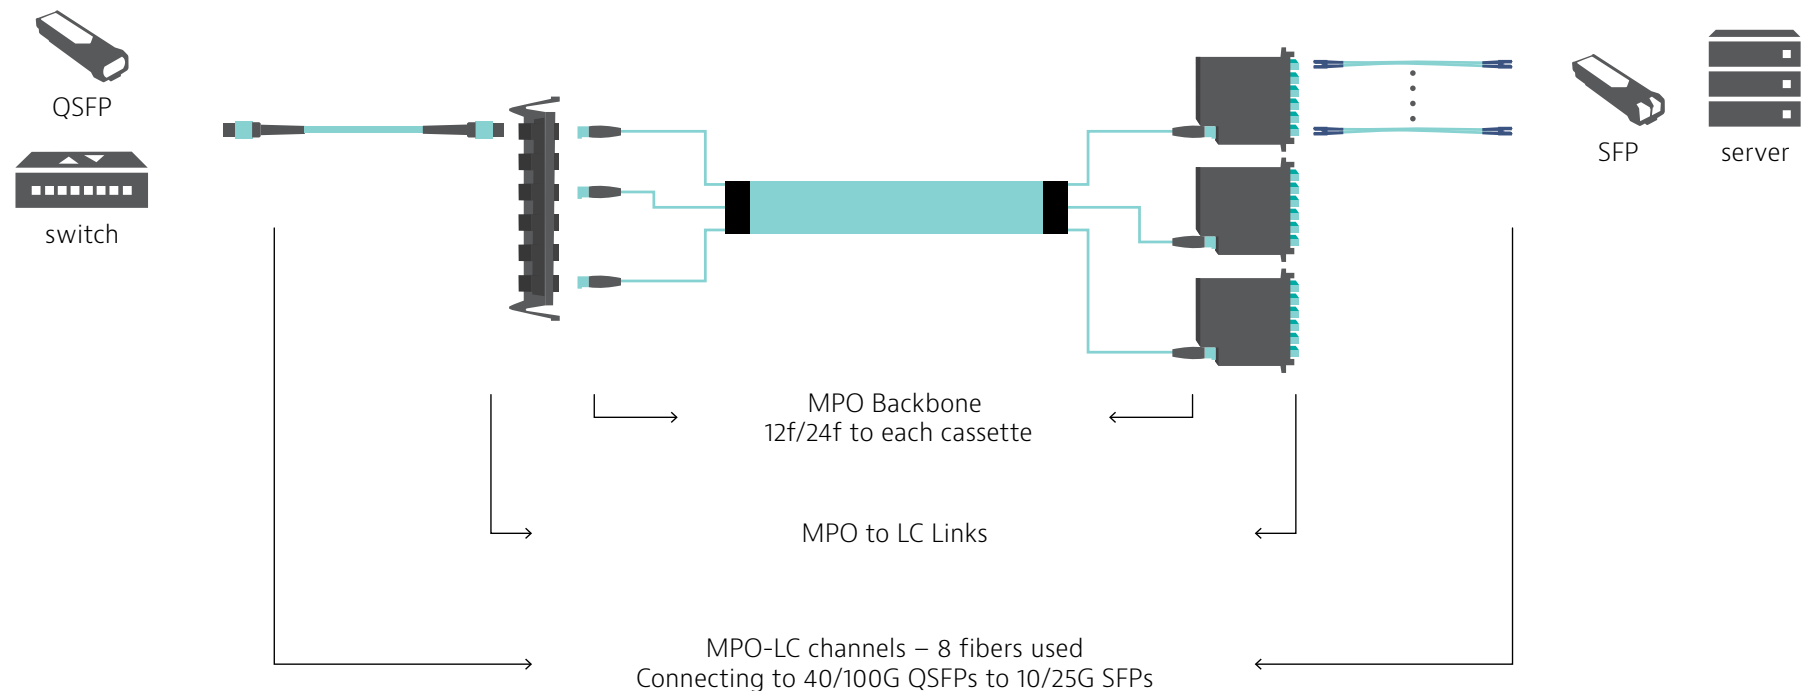 QSFP
switch
SFP
server
MPO Backbone
12f/24f to each cassette
MPO to LC Links
MPO-LC channels – 8 fibers used
Connecting to 40/100G QSFPs to 10/25G SFPs